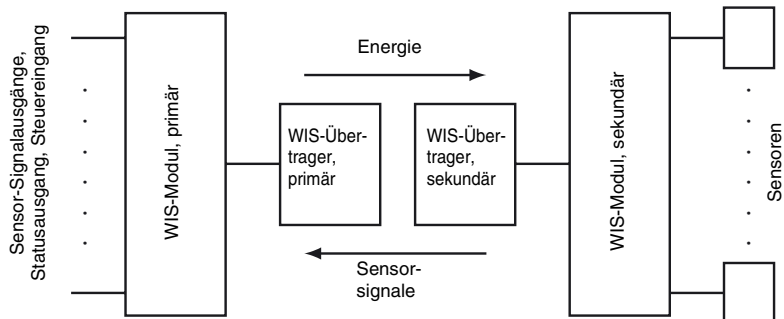 Sensor-Signalausgänge,
Statusausgang, Steuereingang
WIS-Modul, primär
Energie
WIS-Über-
trager,
primär
WIS-Über-
trager,
sekundär
Sensor-
signale
WIS-Modul, sekundär
Sensoren